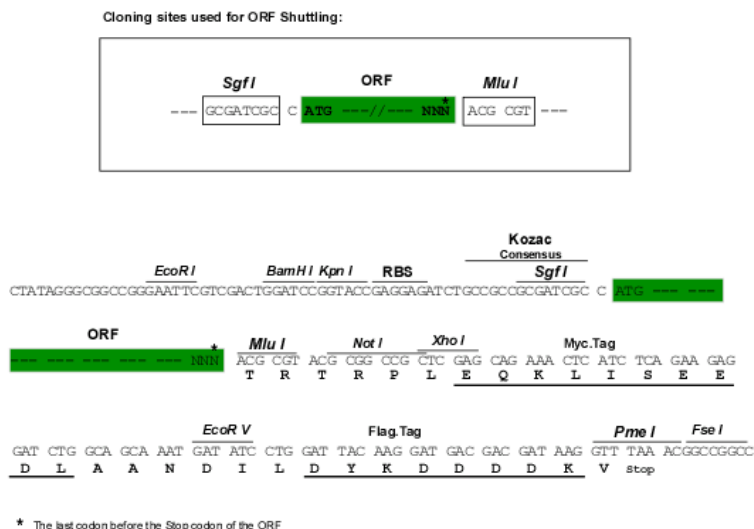 Cloning sites used for ORF Shuttling:
Sgf I ORF Mlu I
--- GCGATCGC C ATG ---//--- NNN* ACG CGT ---
Kozac
Consensus
EcoR I BamH I Kpn I RBS Sgf I
CTATAGGGCGGCCGGGAATTCGTCGACTGGATCCGGTACCGAGGAGATCTGCCGCCGCGATCGC C ATG --- ---
ORF Mlu I Not I Xho I Myc.Tag
--- --- --- --- --- --- NNN* ACG CGT ACG CGG CCG CTC GAG CAG AAA CTC ATC TCA GAA GAG
T R T R P L E Q K L I S E E
EcoR V Flag.Tag Pme I Fse I
GAT CTG GCA GCA AAT GAT ATC CTG GAT TAC AAG GAT GAC GAC GAT AAG GTT TAA ACGGCCGGCC
D L A A N D I L D Y K D D D D K V Stop
* The last codon before the Stop codon of the ORF